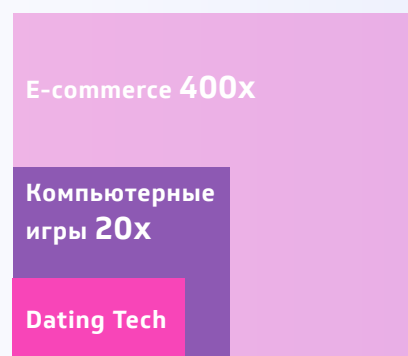 E-commerce 400x
Компьютерные
игры 20x
Dating Tech